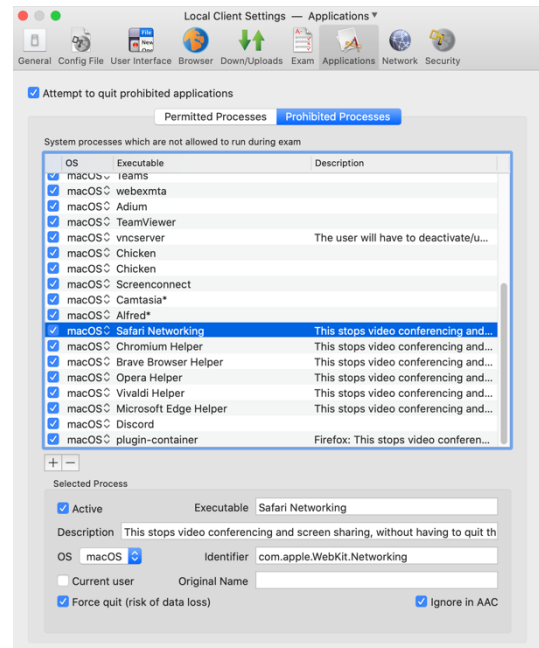 Local Client Settings — Applications
File
New
General Config File User Interface Browser Down/Uploads Exam Applications Network Security
Attempt to quit prohibited applications
Permitted Processes Prohibited Processes
System processes which are not allowed to run during exam
OS Executable Description
macOS Teams
macOS webexmta
macOS Adium
macOS TeamViewer
macOS vncserver The user will have to deactivate/u...
macOS Chicken
macOS Chicken
macOS Screenconnect
macOS Camtasia*
macOS Alfred*
macOS Safari Networking This stops video conferencing and...
macOS Chromium Helper This stops video conferencing and...
macOS Brave Browser Helper This stops video conferencing and...
macOS Opera Helper This stops video conferencing and...
macOS Vivaldi Helper This stops video conferencing and...
macOS Microsoft Edge Helper This stops video conferencing and...
macOS Discord
macOS plugin-container Firefox: This stops video conferen...
+ −
Selected Process
Active Executable Safari Networking
Description This stops video conferencing and screen sharing, without having to quit th
OS macOS Identifier com.apple.WebKit.Networking
Current user Original Name
Force quit (risk of data loss) Ignore in AAC